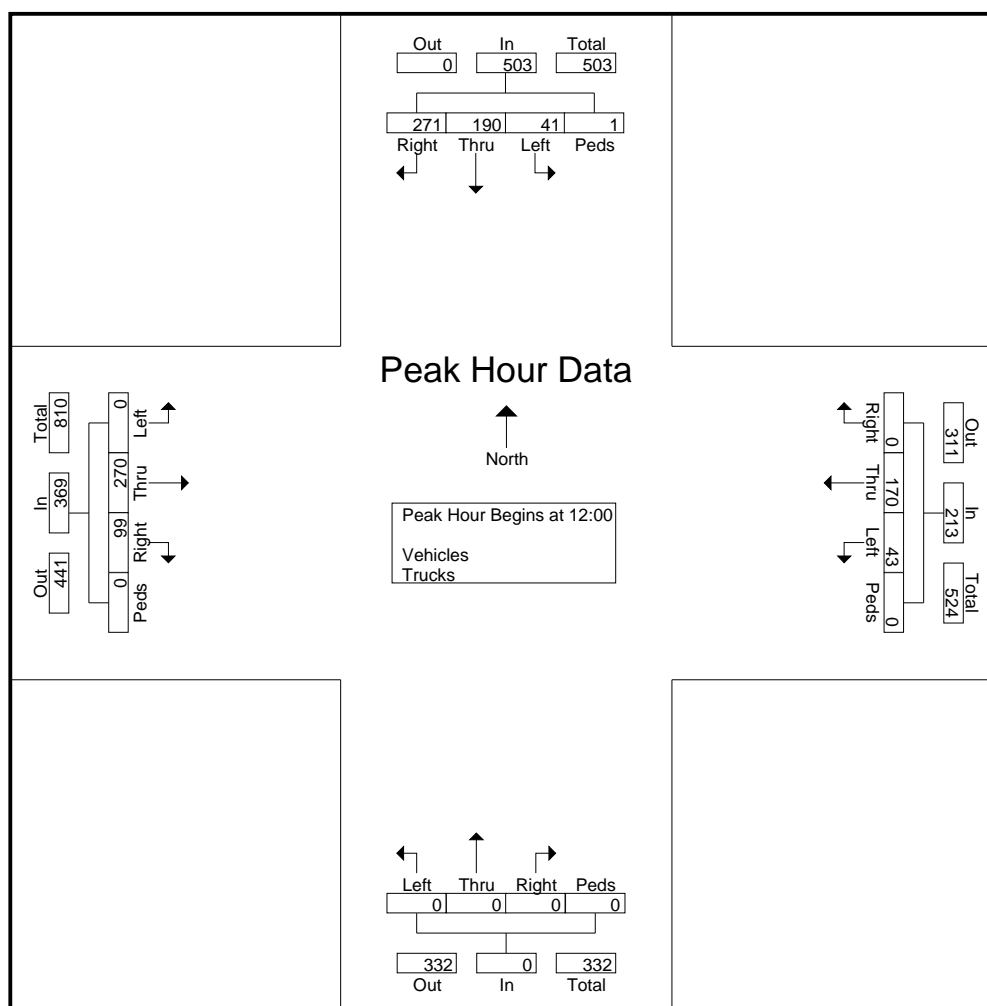 Out In Total
0 503 503
271 190 41 1
Right Thru Left Peds
Peak Hour Data
North
Peak Hour Begins at 12:00
Vehicles
Trucks
Total In Out
810 369 441
0 270 99 0
Left Thru Right Peds
Out In Total
311 213 524
Right Thru Left Peds
0 170 43 0
Left Thru Right Peds
0 0 0 0
332 0 332
Out In Total